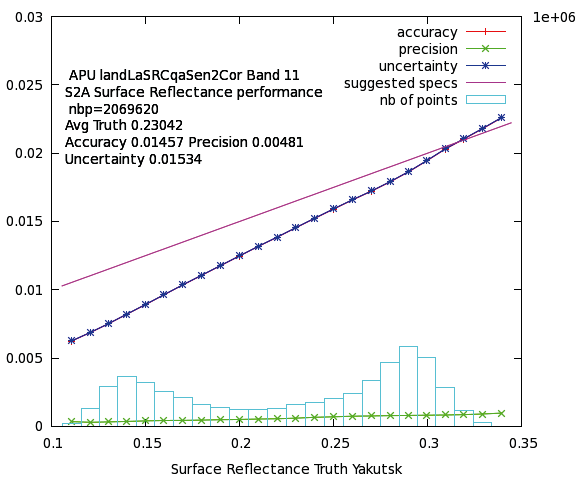 0.03
1e+06
accuracy
precision
uncertainty
suggested specs
nb of points
APU landLaSRCqaSen2Cor Band 11
S2A Surface Reflectance performance
nbp=2069620
Avg Truth 0.23042
Accuracy 0.01457 Precision 0.00481
Uncertainty 0.01534
0.025
0.02
0.015
0.01
0.005
0
0.1 0.15 0.2 0.25 0.3 0.35
Surface Reflectance Truth Yakutsk